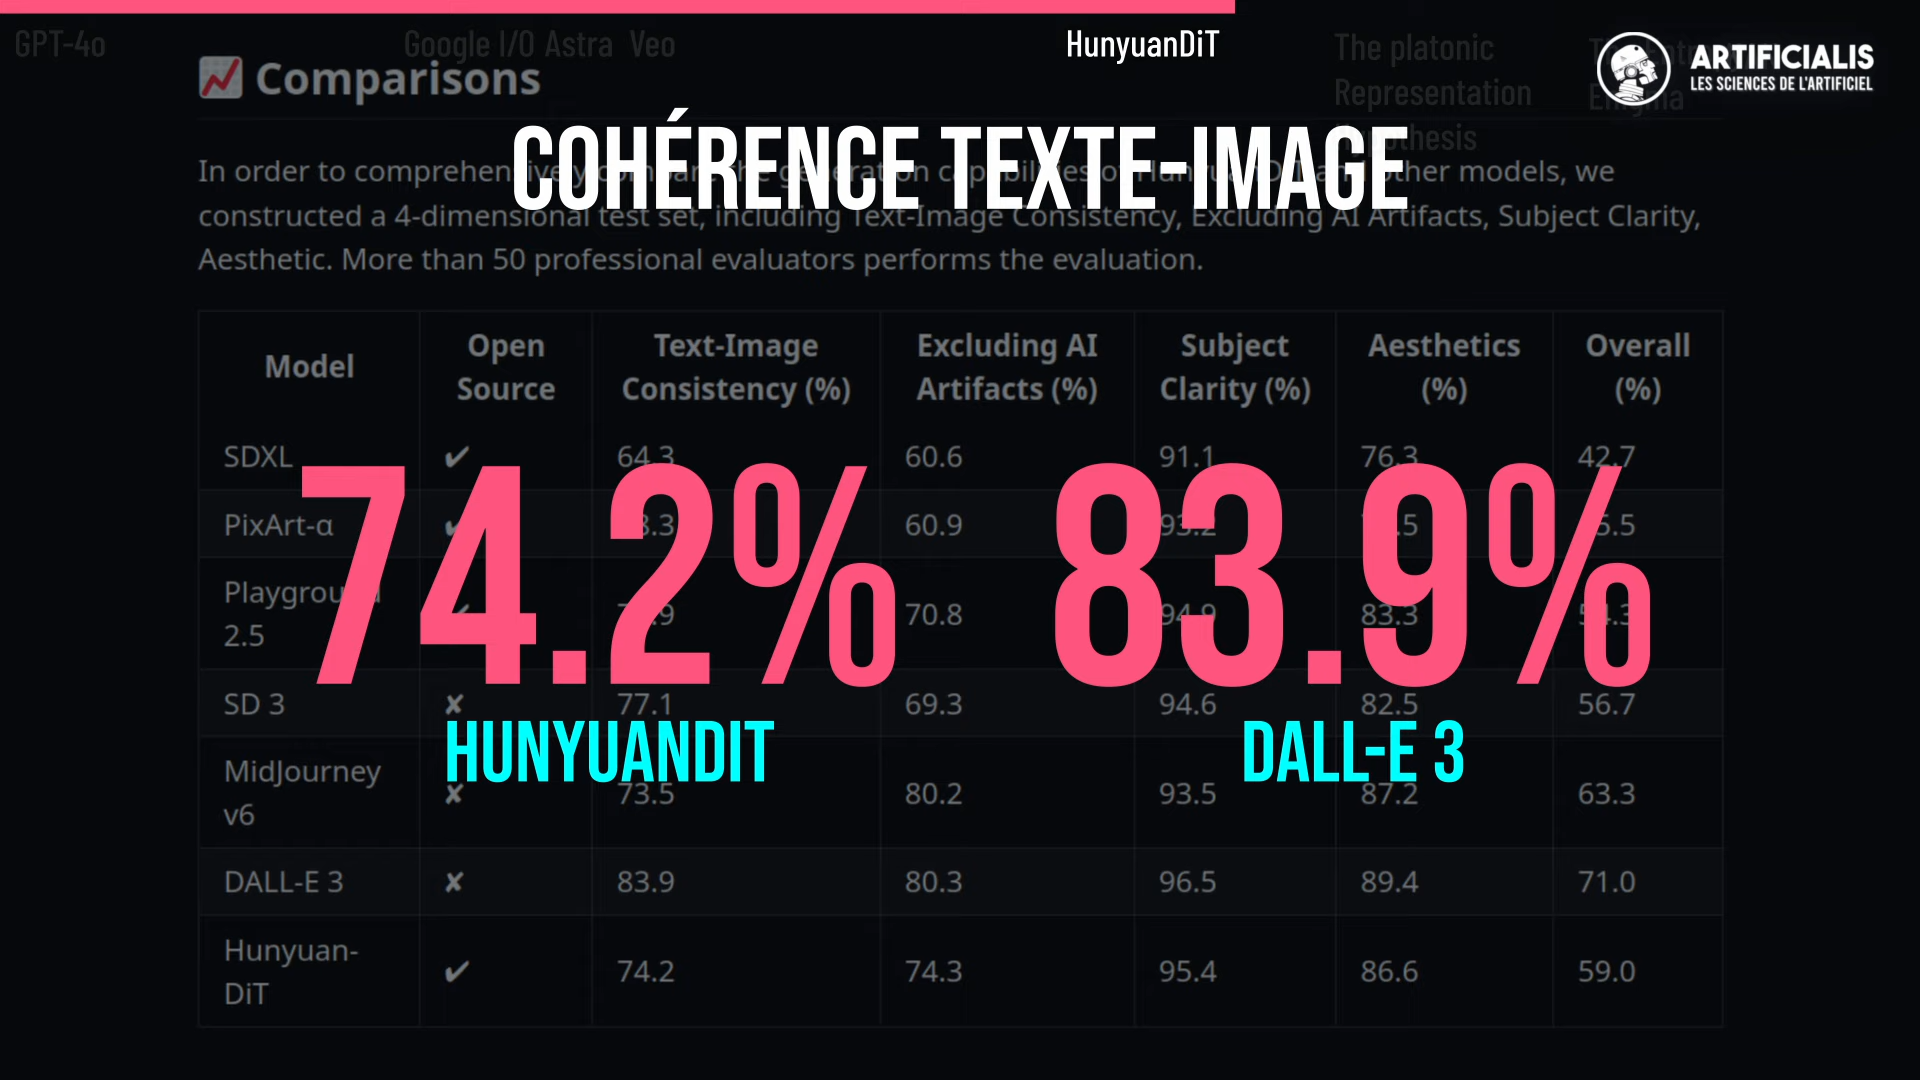 GPT-4o
Google I/O Astra Veo
HunyuanDiT
The platonic
Representation
ARTIFICIALIS
LES SCIENCES DE L'ARTIFICIEL
Comparisons
COHÉRENCE TEXTE-IMAGE
In order to other models, we
constructed a 4-dimensional test set, including Text-Image Consistency, Excluding AI Artifacts, Subject Clarity,
Aesthetic. More than 50 professional evaluators performs the evaluation.
Model Open Source Text-Image Consistency (%) Excluding AI Artifacts (%) Subject Clarity (%) Aesthetics (%) Overall (%)
SDXL ✔ 64.3 60.6 91.1 76.3 42.7
PixArt-α 60.9 93.2
2.5 70.8 94.9 83.3
74.2% 83.9%
SD 3 ✘ 77.1 69.3 94.6 82.5 56.7
HUNYUANDIT DALL-E 3
MidJourney v6 ✘ 73.5 80.2 93.5 87.2 63.3
DALL-E 3 ✘ 83.9 80.3 96.5 89.4 71.0
Hunyuan-DiT ✔ 74.2 74.3 95.4 86.6 59.0